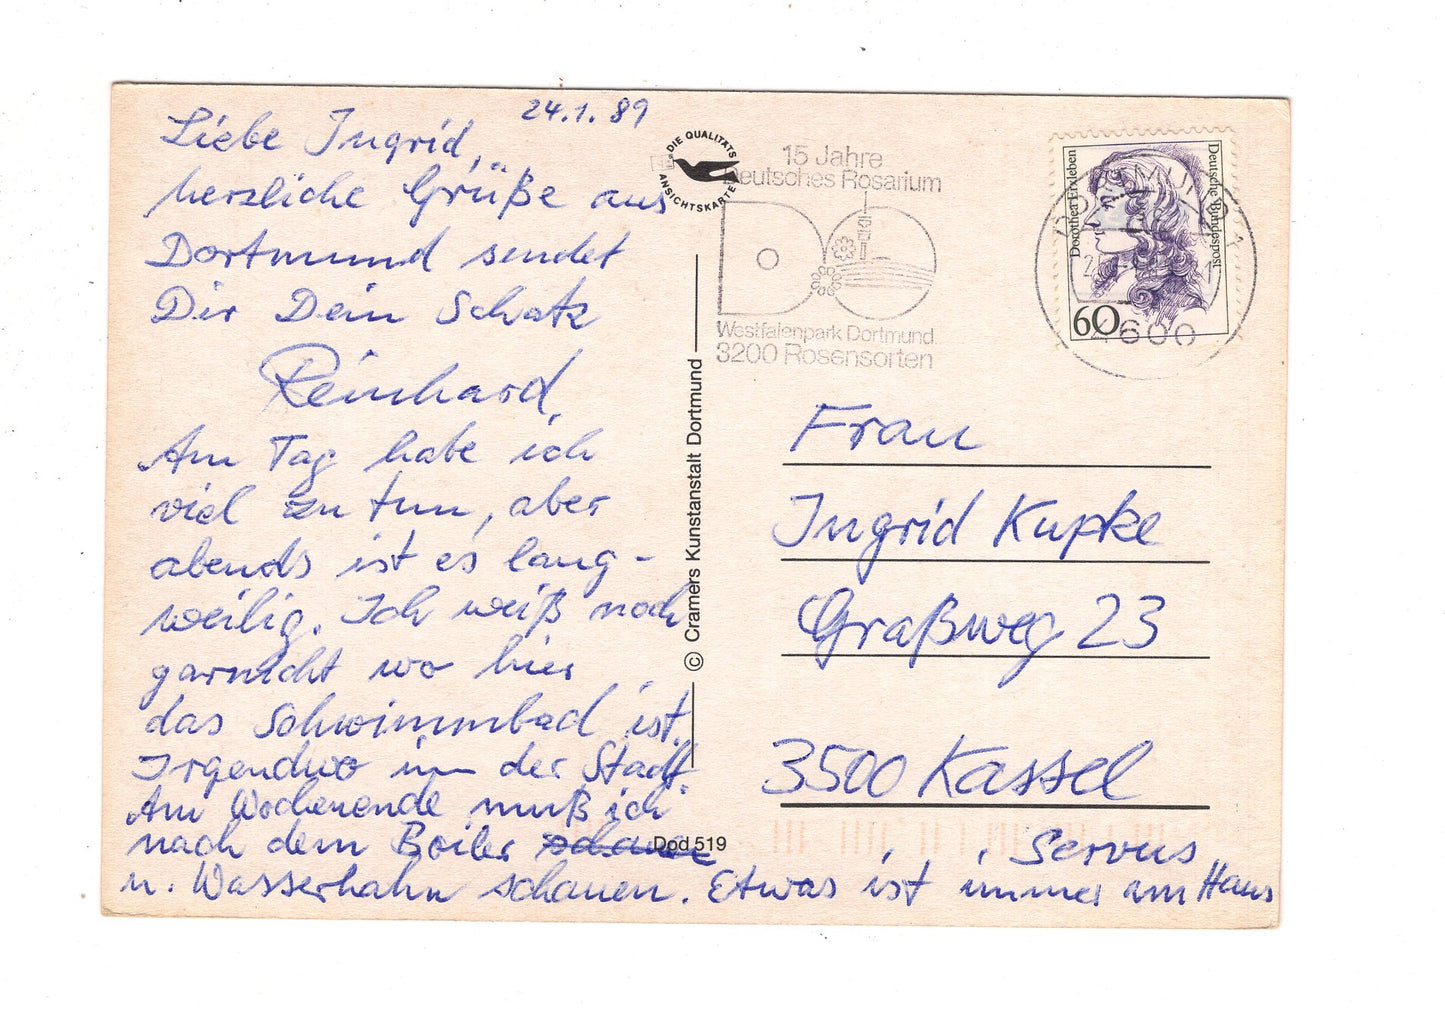 24.1.89
Liebe Ingrid,
herzliche Grüße aus
Dortmund sendet
Dir Dein Schatz
Reinhard.
Am Tag habe ich
viel zu tun, aber
abends ist es lang-
weilig. Ich weiß noch
garnicht wo hier
das Schwimmbad ist.
Irgendwo in der Stadt.
Am Wochenende muß ich
nach dem Boiler schauen
u. Wasserhahn schauen. Etwas ist immer am Haus
Servus
DIE QUALITÄTS
ANSICHTSKARTE
© Cramers Kunstanstalt Dortmund
Dod 519
15 Jahre
Deutsches Rosarium
Westfalenpark Dortmund
3200 Rosensorten
Dorothea Erxleben
Deutsche Bundespost
60
DORTMUND 1
4600
Frau
Ingrid Kupke
Graßweg 23
3500 Kassel